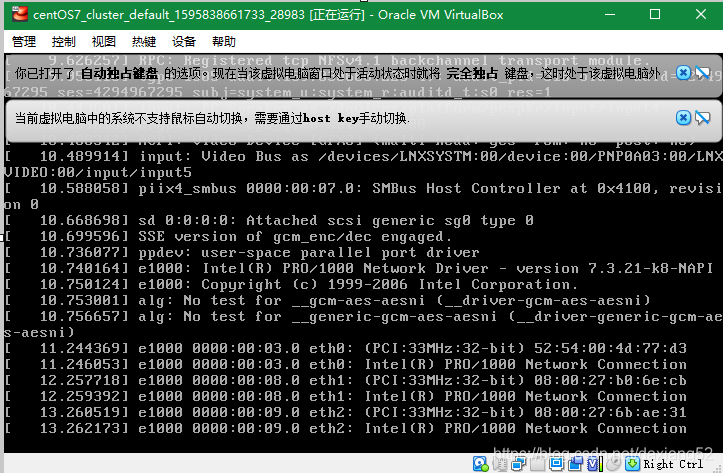 centOS7_cluster_default_1595838661733_28983 [正在运行] - Oracle VM VirtualBox
管理 控制 视图 热键 设备 帮助
[ 9.626257] RPC: Registered tcp NFSv4.1 backchannel transport module.
你已打开了 自动独占键盘 的选项。现在当该虚拟电脑窗口处于活动状态时就将 完全独占 键盘，这时处于该虚拟电脑外
67295 ses=4294967295 subj=system_u:system_r:auditd_t:s0 res=1
当前虚拟电脑中的系统不支持鼠标自动切换，需要通过host key手动切换.
[ 10.489914] input: Video Bus as /devices/LNXSYSTM:00/device:00/PNP0A03:00/LNX
VIDEO:00/input/input5
[ 10.588058] piix4_smbus 0000:00:07.0: SMBus Host Controller at 0x4100, revisi
on 0
[ 10.668698] sd 0:0:0:0: Attached scsi generic sg0 type 0
[ 10.699596] SSE version of gcm_enc/dec engaged.
[ 10.736077] ppdev: user-space parallel port driver
[ 10.740164] e1000: Intel(R) PRO/1000 Network Driver - version 7.3.21-k8-NAPI
[ 10.750124] e1000: Copyright (c) 1999-2006 Intel Corporation.
[ 10.753001] alg: No test for __gcm-aes-aesni (__driver-gcm-aes-aesni)
[ 10.756657] alg: No test for __generic-gcm-aes-aesni (__driver-generic-gcm-ae
s-aesni)
[ 11.244369] e1000 0000:00:03.0 eth0: (PCI:33MHz:32-bit) 52:54:00:4d:77:d3
[ 11.246053] e1000 0000:00:03.0 eth0: Intel(R) PRO/1000 Network Connection
[ 12.257718] e1000 0000:00:08.0 eth1: (PCI:33MHz:32-bit) 08:00:27:b0:6e:cb
[ 12.259392] e1000 0000:00:08.0 eth1: Intel(R) PRO/1000 Network Connection
[ 13.260519] e1000 0000:00:09.0 eth2: (PCI:33MHz:32-bit) 08:00:27:6b:ae:31
[ 13.262173] e1000 0000:00:09.0 eth2: Intel(R) PRO/1000 Network Connection
Right Ctrl